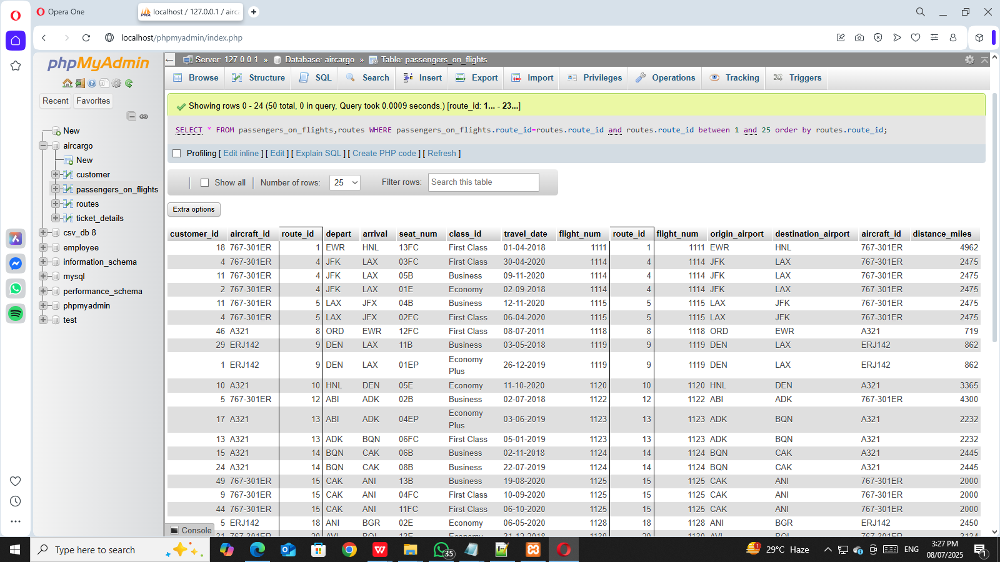 Opera One
localhost / 127.0.0.1 / airca
localhost/phpmyadmin/index.php
phpMyAdmin
Recent Favorites
New
aircargo
New
customer
passengers_on_flights
routes
ticket_details
csv_db 8
employee
information_schema
mysql
performance_schema
phpmyadmin
test
Server: 127.0.0.1 » Database: aircargo » Table: passengers_on_flights
Browse Structure SQL Search Insert Export Import Privileges Operations Tracking Triggers
Showing rows 0 - 24 (50 total, 0 in query, Query took 0.0009 seconds.) [route_id: 1... - 23...]
SELECT * FROM passengers_on_flights,routes WHERE passengers_on_flights.route_id=routes.route_id and routes.route_id between 1 and 25 order by routes.route_id;
Profiling [ Edit inline ] [ Edit ] [ Explain SQL ] [ Create PHP code ] [ Refresh ]
Show all Number of rows: 25 Filter rows: Search this table
Extra options
customer_id aircraft_id route_id depart arrival seat_num class_id travel_date flight_num route_id flight_num origin_airport destination_airport aircraft_id distance_miles
18 767-301ER 1 EWR HNL 13FC First Class 01-04-2018 1111 1 1111 EWR HNL 767-301ER 4962
4 767-301ER 4 JFK LAX 03FC First Class 30-04-2020 1114 4 1114 JFK LAX 767-301ER 2475
11 767-301ER 4 JFK LAX 05B Business 09-11-2020 1114 4 1114 JFK LAX 767-301ER 2475
2 767-301ER 4 JFK LAX 01E Economy 02-09-2018 1114 4 1114 JFK LAX 767-301ER 2475
11 767-301ER 5 LAX JFX 04B Business 12-11-2020 1115 5 1115 LAX JFK 767-301ER 2475
4 767-301ER 5 LAX JFX 02FC First Class 06-04-2020 1115 5 1115 LAX JFK 767-301ER 2475
46 A321 8 ORD EWR 12FC First Class 08-07-2011 1118 8 1118 ORD EWR A321 719
29 ERJ142 9 DEN LAX 11B Business 03-05-2018 1119 9 1119 DEN LAX ERJ142 862
1 ERJ142 9 DEN LAX 01EP Economy Plus 26-12-2019 1119 9 1119 DEN LAX ERJ142 862
10 A321 10 HNL DEN 05E Economy 11-10-2020 1120 10 1120 HNL DEN A321 3365
5 767-301ER 12 ABI ADK 02B Business 02-07-2018 1122 12 1122 ABI ADK 767-301ER 4300
17 A321 13 ABI ADK 04EP Economy Plus 03-06-2019 1123 13 1123 ADK BQN A321 2232
13 A321 13 ADK BQN 06FC First Class 05-01-2019 1123 13 1123 ADK BQN A321 2232
15 A321 14 BQN CAK 06B Business 02-11-2018 1124 14 1124 BQN CAK A321 2445
24 A321 14 BQN CAK 08B Business 22-07-2019 1124 14 1124 BQN CAK A321 2445
49 767-301ER 15 CAK ANI 13B Business 19-08-2020 1125 15 1125 CAK ANI 767-301ER 2000
9 767-301ER 15 CAK ANI 04FC First Class 10-09-2020 1125 15 1125 CAK ANI 767-301ER 2000
44 767-301ER 15 CAK ANI 11FC First Class 06-10-2020 1125 15 1125 CAK ANI 767-301ER 2000
5 ERJ142 18 ANI BGR 02E Economy 06-05-2020 1128 18 1128 ANI BGR ERJ142 2450
Console
Type here to search
35
1
29°C Haze
ENG
3:27 PM
08/07/2025
1